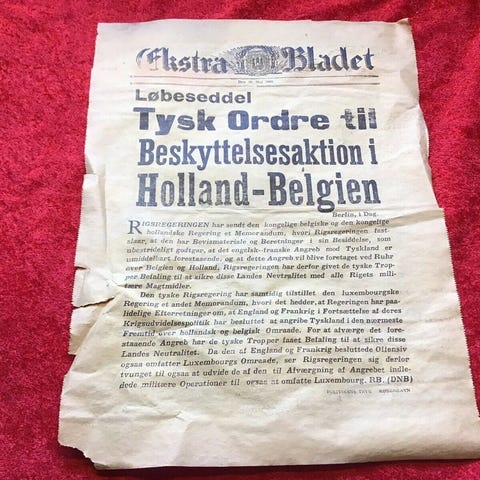 Ekstra Bladet
Den 10. Maj 1940
Løbeseddel
Tysk Ordre til
Beskyttelsesaktion i
Holland-Belgien
Berlin, i Dag.
RIGSREGERINGEN har sendt den kongelige belgiske og den kongelige
hollandske Regering et Memorandum, hvori Rigsregeringen fast-
slaar, at den har Bevismateriale og Beretninger i sin Besiddelse, som
ubestrideligt godtgør, at det engelsk-franske Angreb mod Tyskland er
umiddelbart forestaaende, og at dette Angreb vil blive foretaget ved Ruhr
over Belgien og Holland. Rigsregeringen har derfor givet de tyske Trop-
per Befaling til at sikre disse Landes Nevtralitet med alle Rigets mili-
tære Magtmidler.
Den tyske Rigsregering har samtidig tilstillet den luxembourgske
Regering et andet Memorandum, hvori det hedder, at Regeringen har paa-
lidelige Efterretninger om, at England og Frankrig i Fortsættelse af deres
Krigsudvidelsespolitik har besluttet at angribe Tyskland i den nærmeste
Fremtid over hollandsk og belgisk Omraade. For at afværge det fore-
staaende Angreb har de tyske Tropper faaet Befaling til at sikre disse
Landes Neutralitet. Da den af England og Frankrig besluttede Offensiv
ogsaa omfatter Luxembourgs Omraade, ser Rigsregeringen sig derfor
tvunget til ogsaa at udvide de af den til Afværgning af Angrebet indle-
dede militære Operationer til ogsaa at omfatte Luxembourg. RB. (DNB)
POLITIKENS TRYK KØBENHAVN